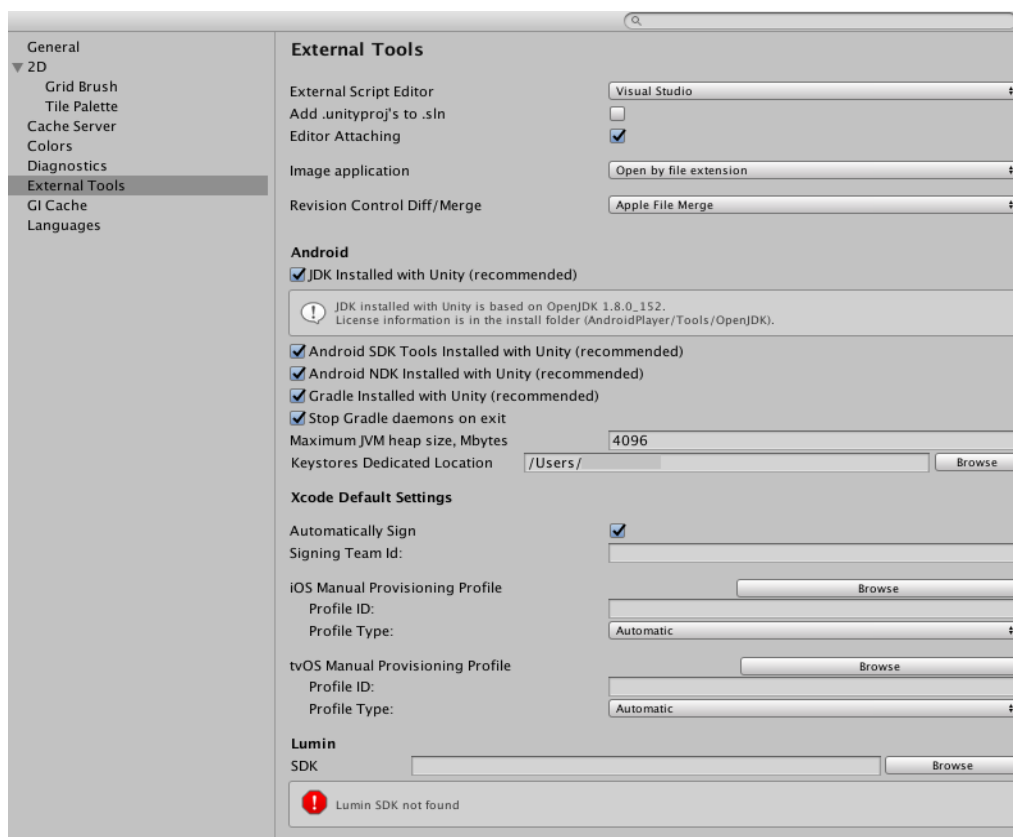 General
2D
Grid Brush
Tile Palette
Cache Server
Colors
Diagnostics
External Tools
GI Cache
Languages
External Tools
External Script Editor Visual Studio
Add .unityproj's to .sln
Editor Attaching
Image application Open by file extension
Revision Control Diff/Merge Apple File Merge
Android
JDK Installed with Unity (recommended)
JDK installed with Unity is based on OpenJDK 1.8.0_152.
License information is in the install folder (AndroidPlayer/Tools/OpenJDK).
Android SDK Tools Installed with Unity (recommended)
Android NDK Installed with Unity (recommended)
Gradle Installed with Unity (recommended)
Stop Gradle daemons on exit
Maximum JVM heap size, Mbytes 4096
Keystores Dedicated Location /Users/ Browse
Xcode Default Settings
Automatically Sign
Signing Team Id:
iOS Manual Provisioning Profile Browse
Profile ID:
Profile Type: Automatic
tvOS Manual Provisioning Profile Browse
Profile ID:
Profile Type: Automatic
Lumin
SDK Browse
Lumin SDK not found